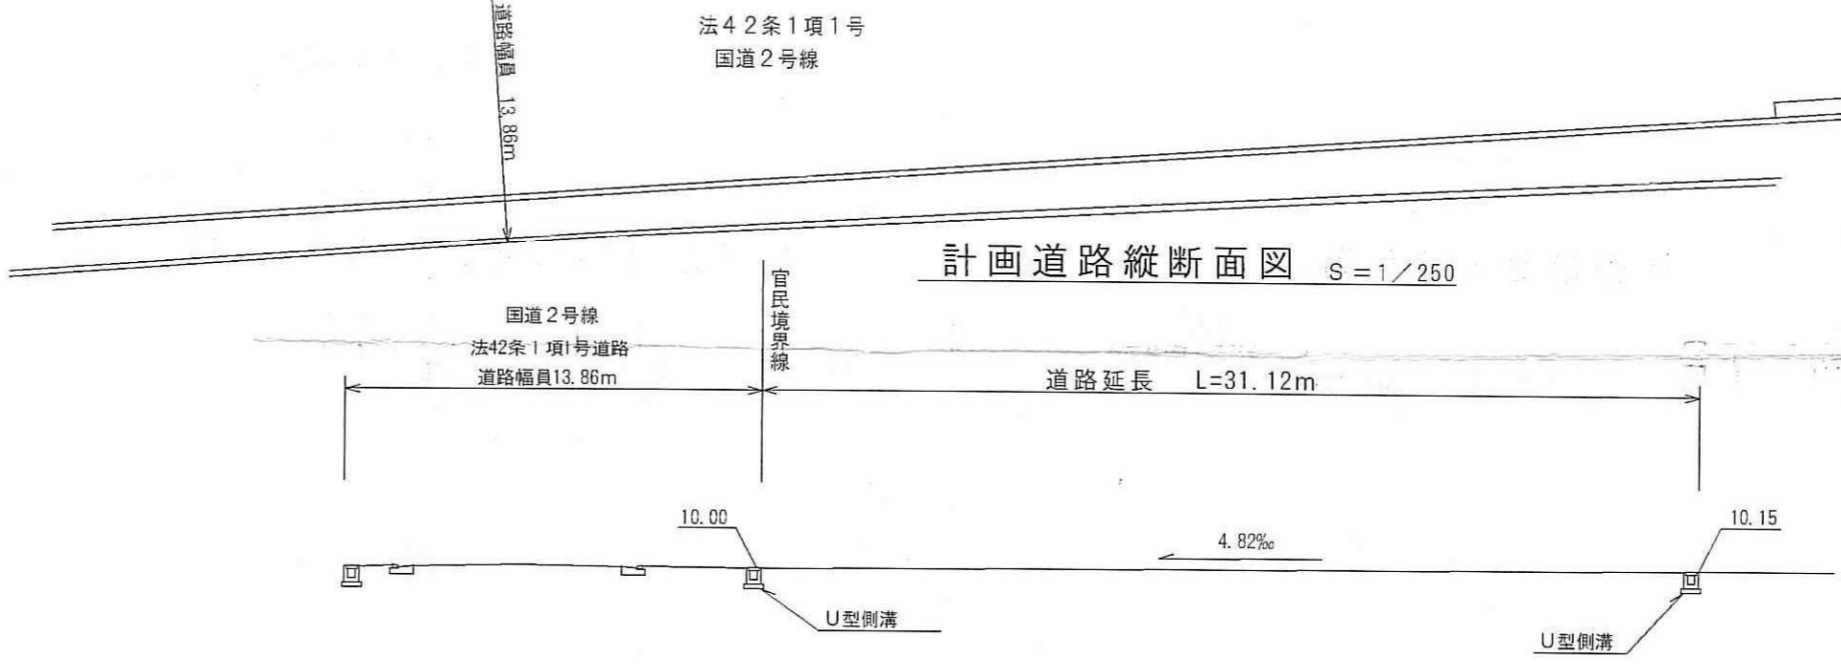 道路幅員 13.86m
法42条1項1号
国道2号線
計画道路縦断面図 S=1/250
官民境界線
国道2号線
法42条1項1号道路
道路幅員13.86m
道路延長 L=31.12m
10.00
4.82‰
10.15
U型側溝
U型側溝